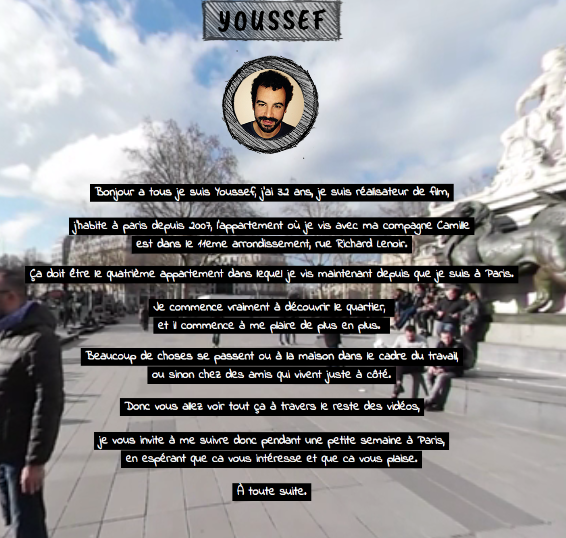 YOUSSEF
Bonjour a tous je suis Youssef, j'ai 32 ans, je suis réalisateur de film,
j'habite à paris depuis 2007, l'appartement où je vis avec ma compagne Camille
est dans le 11eme arrondissement, rue Richard Lenoir.
Ça doit être le quatrième appartement dans lequel je vis maintenant depuis que je suis à Paris.
Je commence vraiment à découvrir le quartier,
et il commence à me plaire de plus en plus.
Beaucoup de choses se passent ou à la maison dans le cadre du travail,
ou sinon chez des amis qui vivent juste à côté.
Donc vous allez voir tout ça à travers le reste des vidéos,
je vous invite à me suivre donc pendant une petite semaine à Paris,
en espérant que ca vous intéresse et que ca vous plaise.
À toute suite.